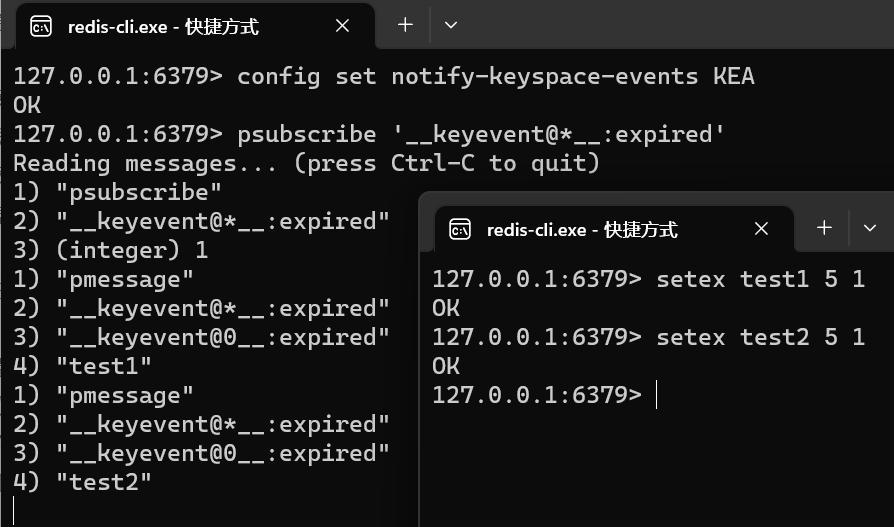 redis-cli.exe - 快捷方式
127.0.0.1:6379> config set notify-keyspace-events KEA
OK
127.0.0.1:6379> psubscribe '__keyevent@*__:expired'
Reading messages... (press Ctrl-C to quit)
1) "psubscribe"
2) "__keyevent@*__:expired"
3) (integer) 1
1) "pmessage"
2) "__keyevent@*__:expired"
3) "__keyevent@0__:expired"
4) "test1"
1) "pmessage"
2) "__keyevent@*__:expired"
3) "__keyevent@0__:expired"
4) "test2"
redis-cli.exe - 快捷方式
127.0.0.1:6379> setex test1 5 1
OK
127.0.0.1:6379> setex test2 5 1
OK
127.0.0.1:6379>